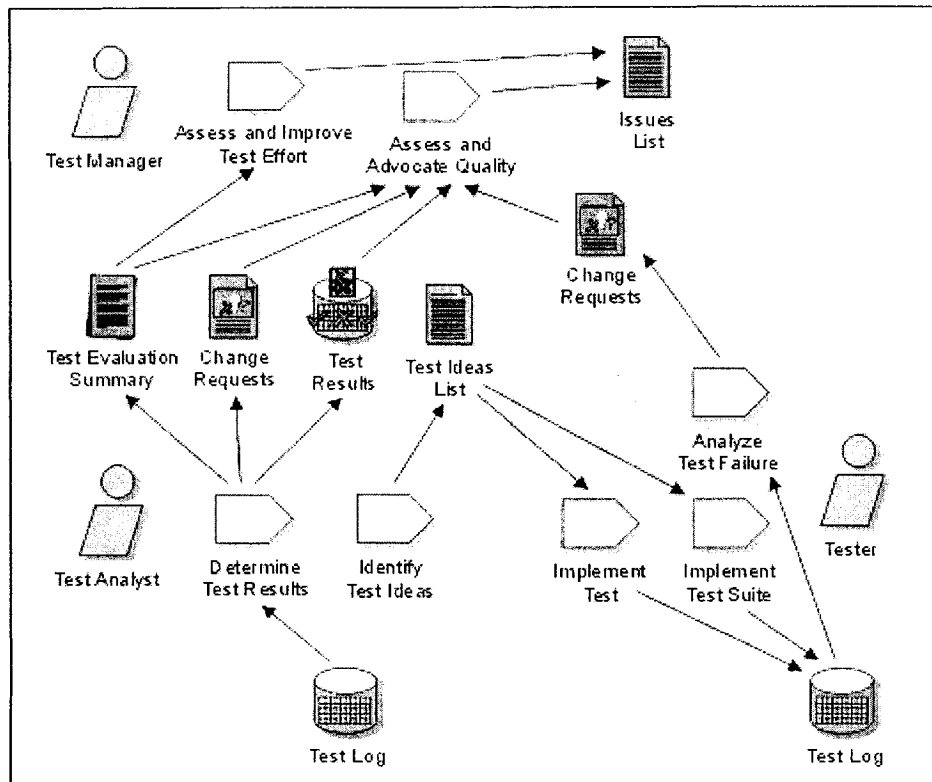 Test Manager
Assess and Improve
Test Effort
Assess and
Advocate Quality
Issues
List
Change
Requests
Test Evaluation
Summary
Change
Requests
Test
Results
Test Ideas
List
Analyze
Test Failure
Test Analyst
Determine
Test Results
Identify
Test Ideas
Implement
Test
Implement
Test Suite
Tester
Test Log
Test Log